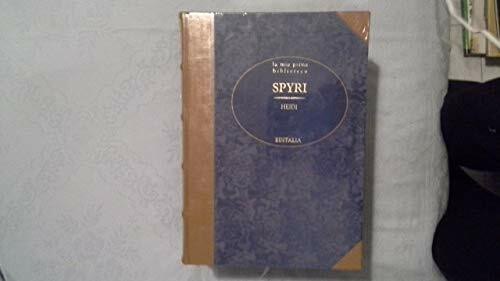 la mia prima
biblioteca
SPYRI
HEIDI
EDITALIA